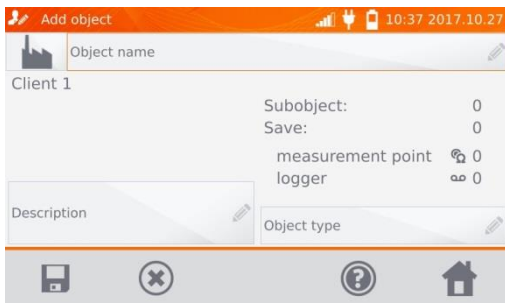 Add object 10:37 2017.10.27
Object name
Client 1
Subobject: 0
Save: 0
measurement point 0
logger 0
Description
Object type